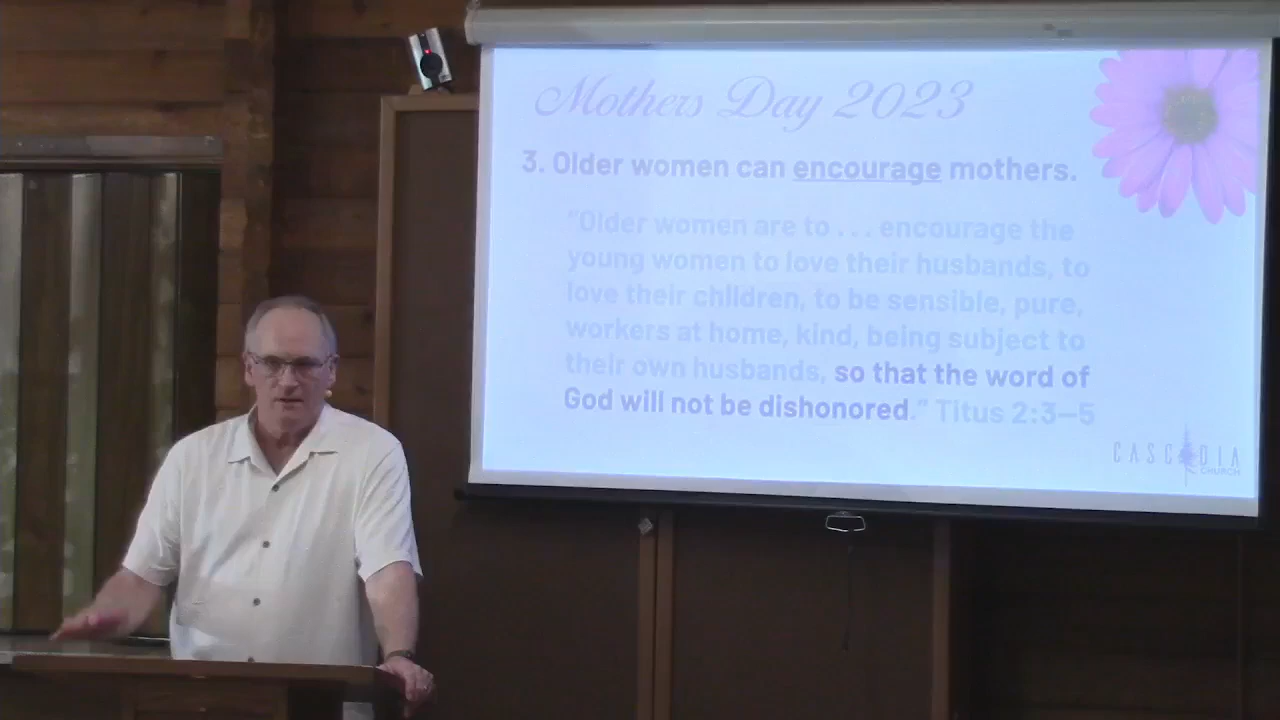 Mothers Day 2023
3. Older women can encourage mothers.
“Older women are to . . . encourage the
young women to love their husbands, to
love their children, to be sensible, pure,
workers at home, kind, being subject to
their own husbands, so that the word of
God will not be dishonored.” Titus 2:3–5
CASCADIA
CHURCH